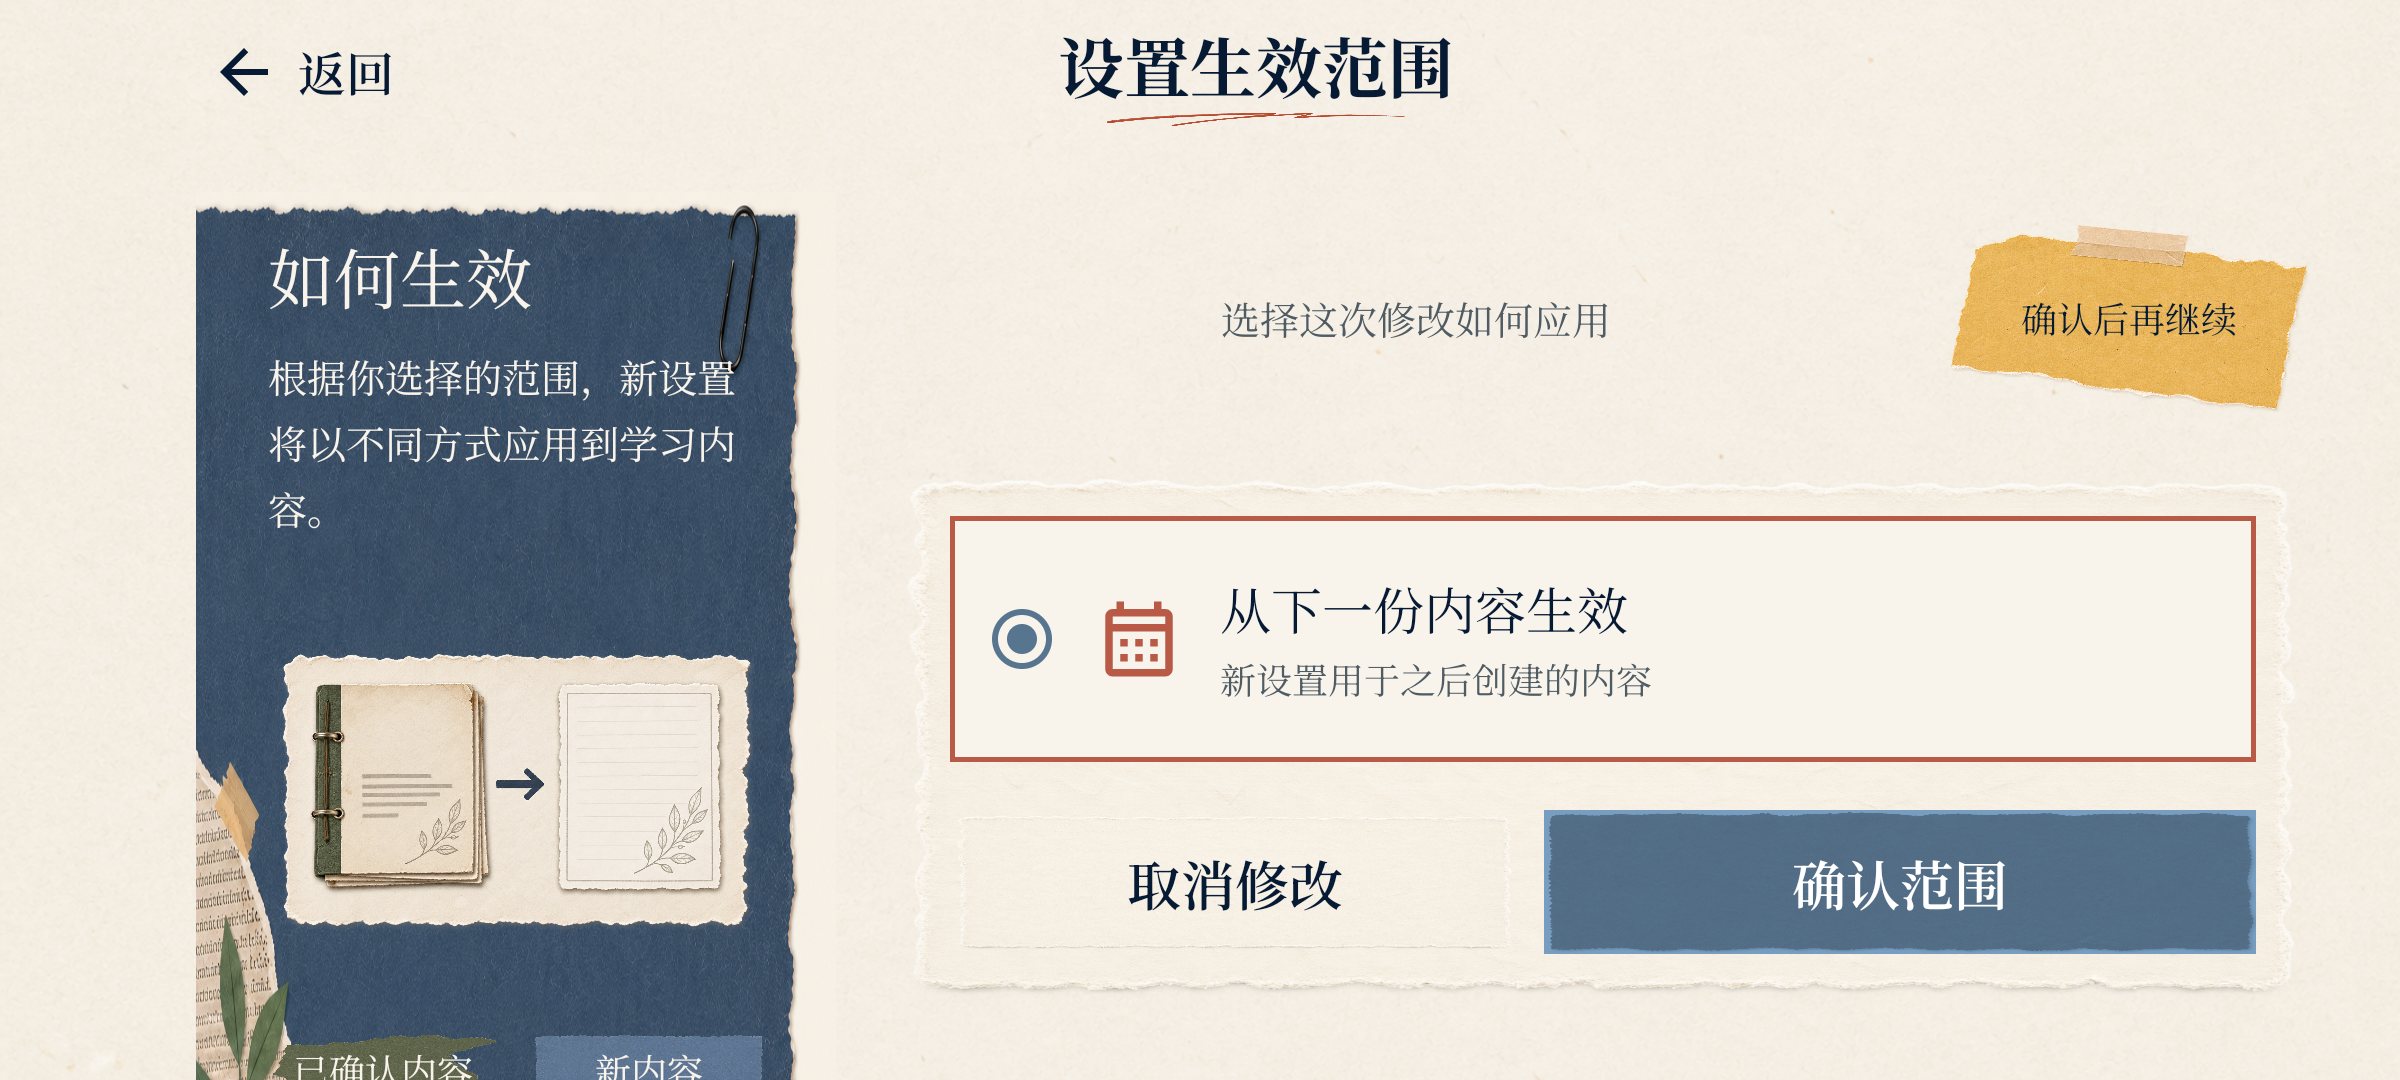 返回
设置生效范围
如何生效
根据你选择的范围，新设置
将以不同方式应用到学习内
容。
已确认内容
新内容
选择这次修改如何应用
确认后再继续
从下一份内容生效
新设置用于之后创建的内容
取消修改
确认范围